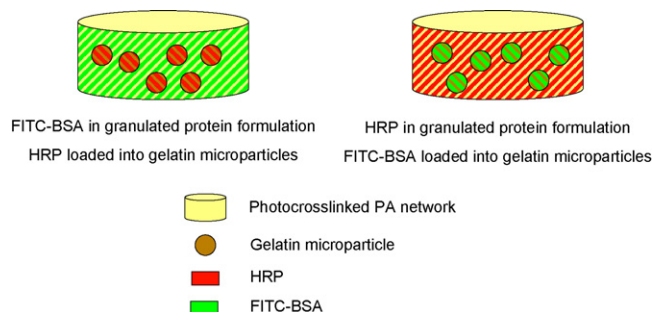 FITC-BSA in granulated protein formulation
HRP loaded into gelatin microparticles
HRP in granulated protein formulation
FITC-BSA loaded into gelatin microparticles
Photocrosslinked PA network
Gelatin microparticle
HRP
FITC-BSA